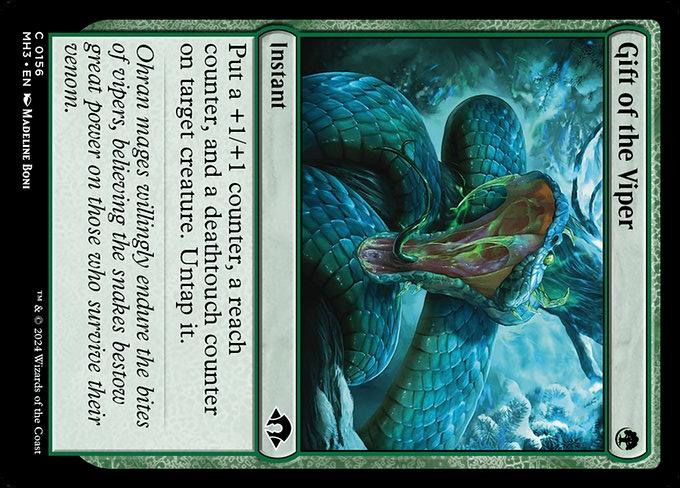 Gift of the Viper
Instant
Put a +1/+1 counter, a reach
counter, and a deathtouch counter
on target creature. Untap it.
Ohran mages willingly endure the bites
of vipers, believing the snakes bestow
great power on those who survive their
venom.
C 0156
MH3 • EN Madeline Boni
™ & © 2024 Wizards of the Coast